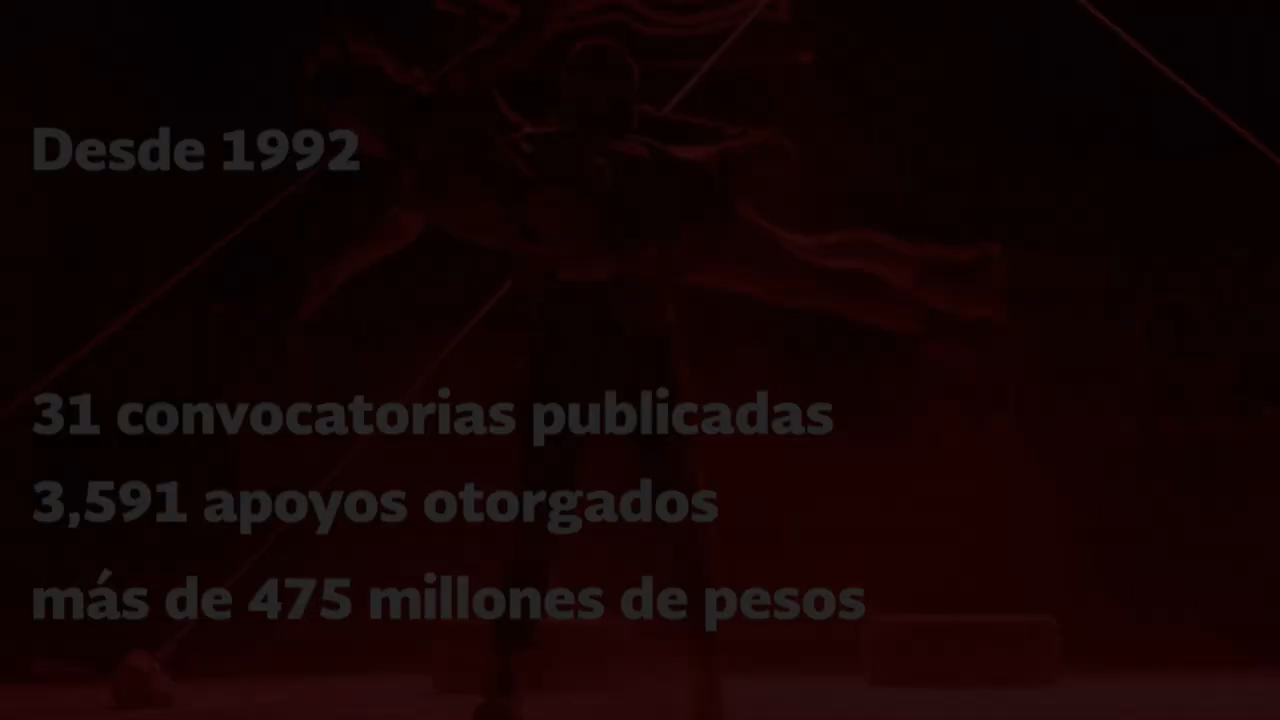 Desde 1992
31 convocatorias publicadas
3,591 apoyos otorgados
más de 475 millones de pesos